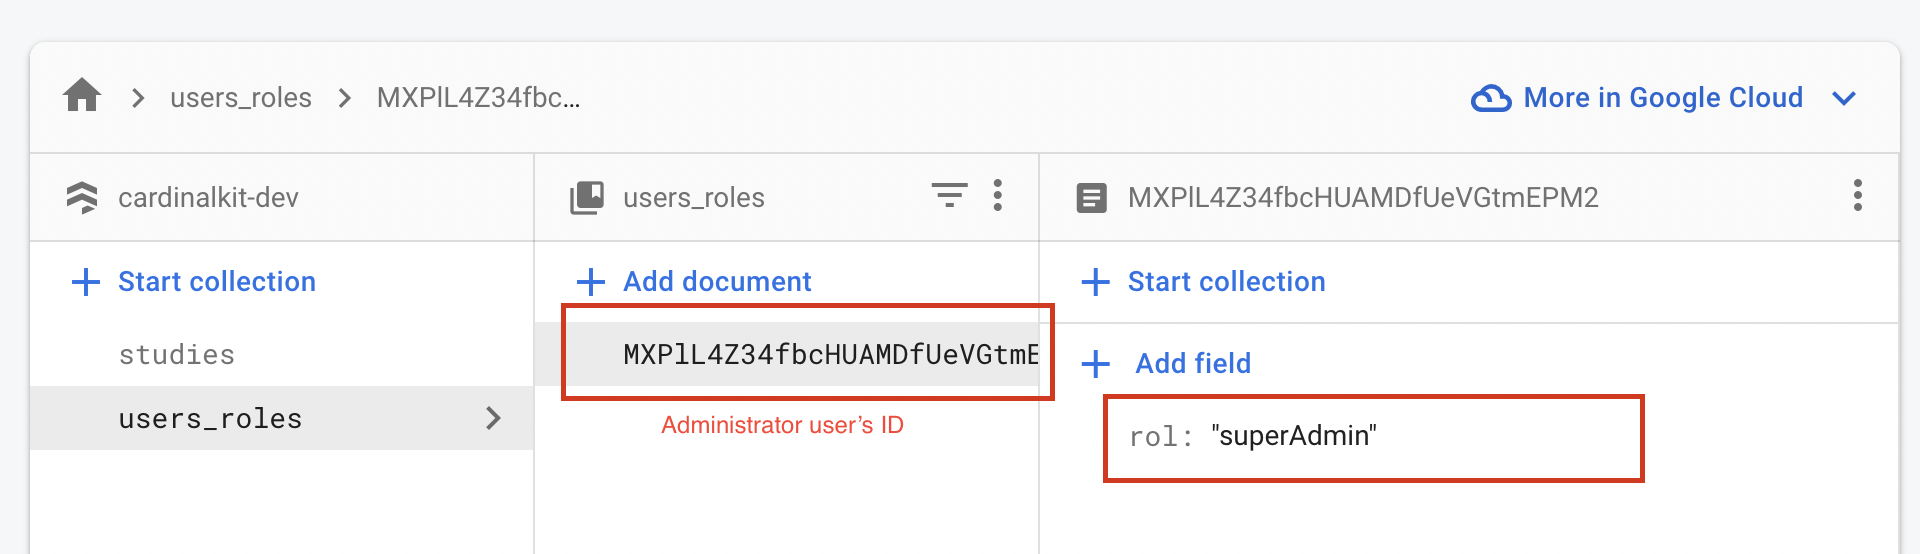 users_roles
MXPlL4Z34fbc...
More in Google Cloud
cardinalkit-dev
users_roles
MXPlL4Z34fbcHUAMDfUeVGtmEPM2
Start collection
Add document
Start collection
studies
MXPlL4Z34fbcHUAMDfUeVGtmE
Add field
users_roles
Administrator user’s ID
rol: "superAdmin"